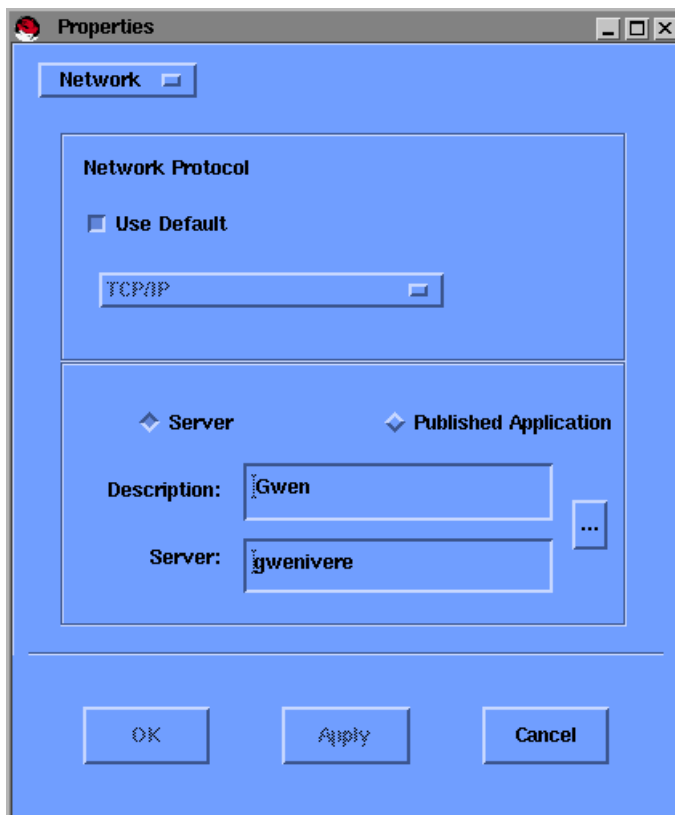 Properties
Network
Network Protocol
Use Default
TCP/IP
Server Published Application
Description: Gwen
...
Server: gwenivere
OK Apply Cancel